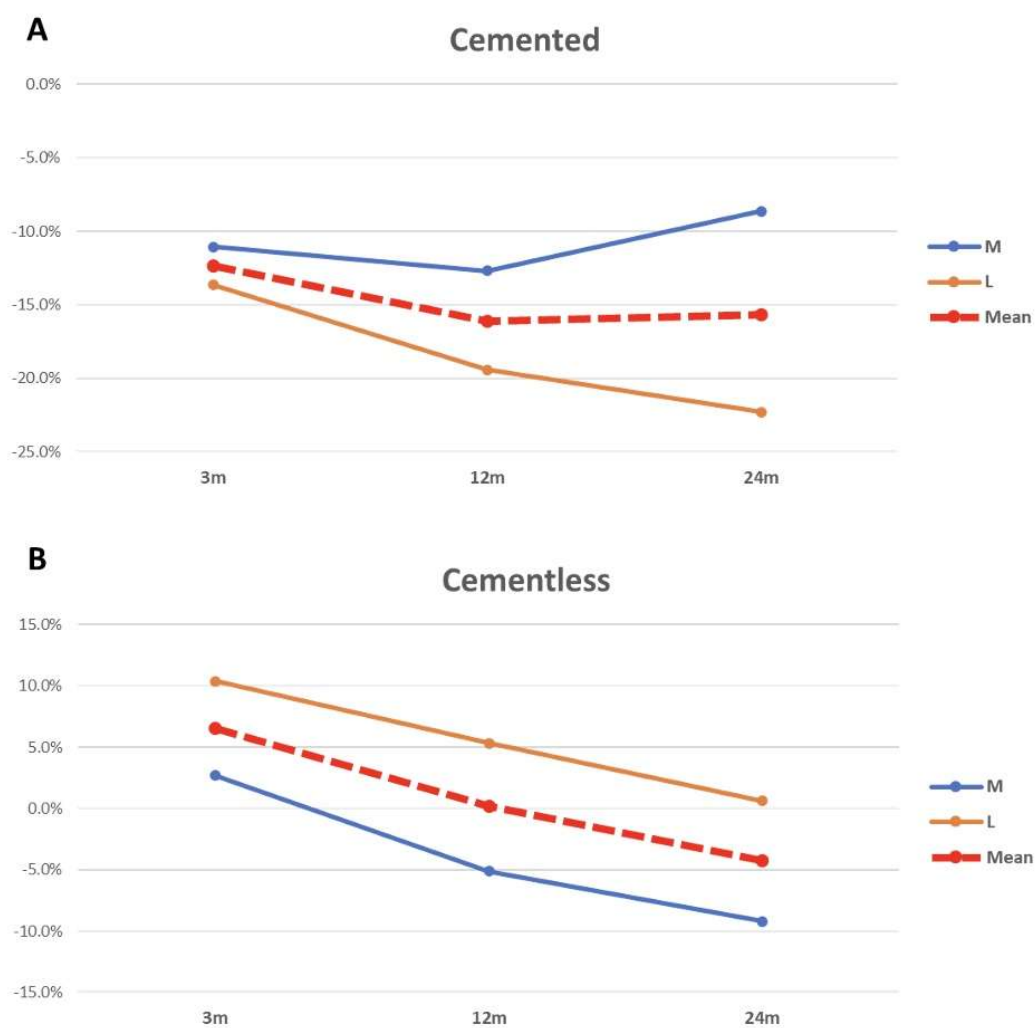 A
Cemented
0.0%
-5.0%
-10.0%
-15.0%
-20.0%
-25.0%
3m 12m 24m
M
L
Mean
B
Cementless
15.0%
10.0%
5.0%
0.0%
-5.0%
-10.0%
-15.0%
3m 12m 24m
M
L
Mean